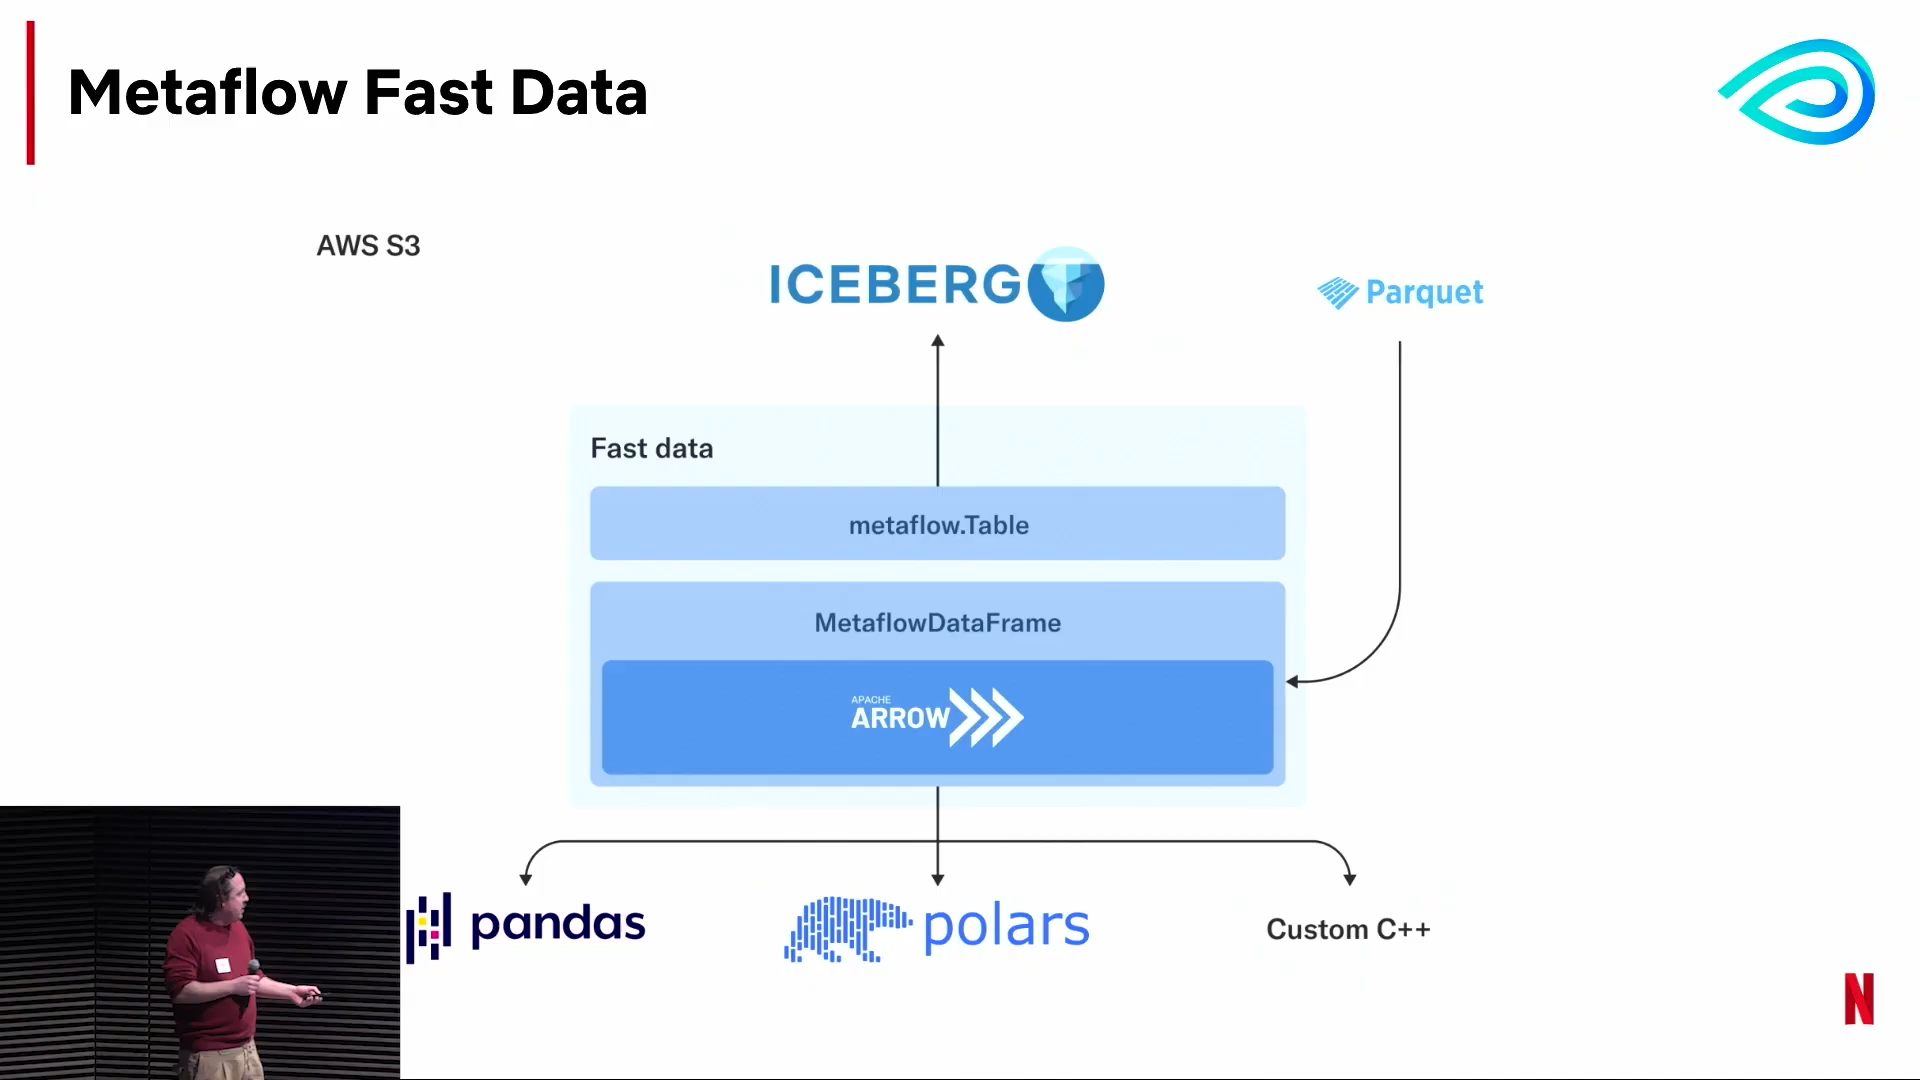 Metaflow Fast Data
AWS S3
ICEBERG
Parquet
Fast data
metaflow.Table
MetaflowDataFrame
APACHE
ARROW
pandas
polars
Custom C++
N